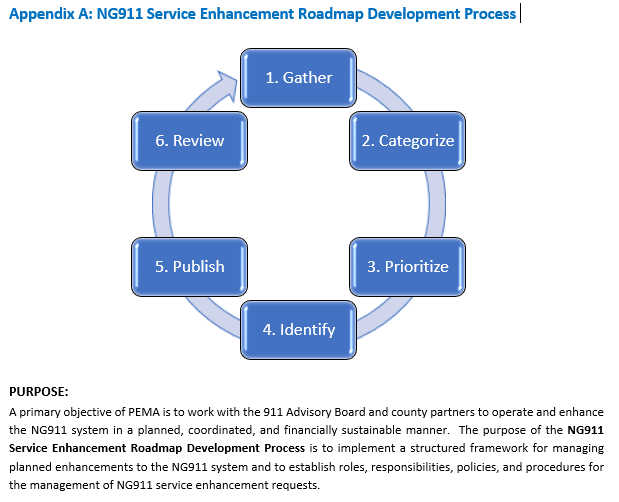 Appendix A: NG911 Service Enhancement Roadmap Development Process
1. Gather
2. Categorize
3. Prioritize
4. Identify
5. Publish
6. Review
PURPOSE:
A primary objective of PEMA is to work with the 911 Advisory Board and county partners to operate and enhance
the NG911 system in a planned, coordinated, and financially sustainable manner. The purpose of the NG911
Service Enhancement Roadmap Development Process is to implement a structured framework for managing
planned enhancements to the NG911 system and to establish roles, responsibilities, policies, and procedures for
the management of NG911 service enhancement requests.